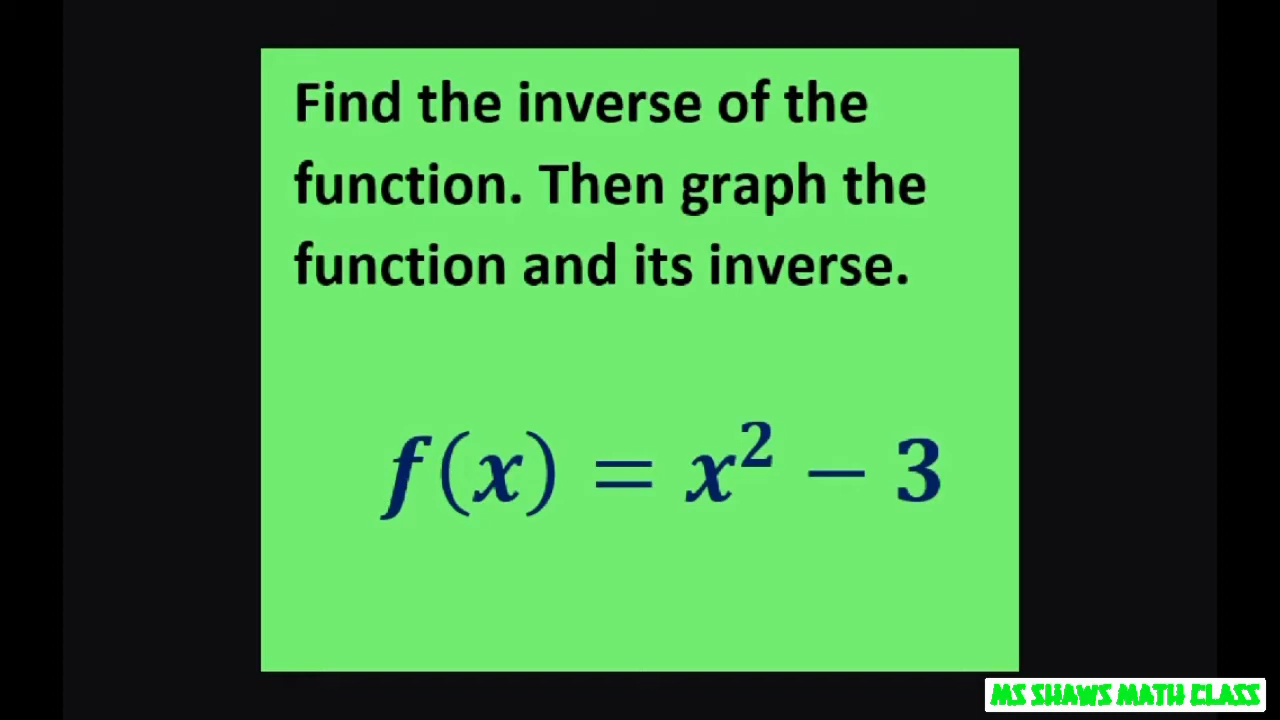 Find the inverse of the
function. Then graph the
function and its inverse.
f(x) = x² − 3
MS SHAWS MATH CLASS